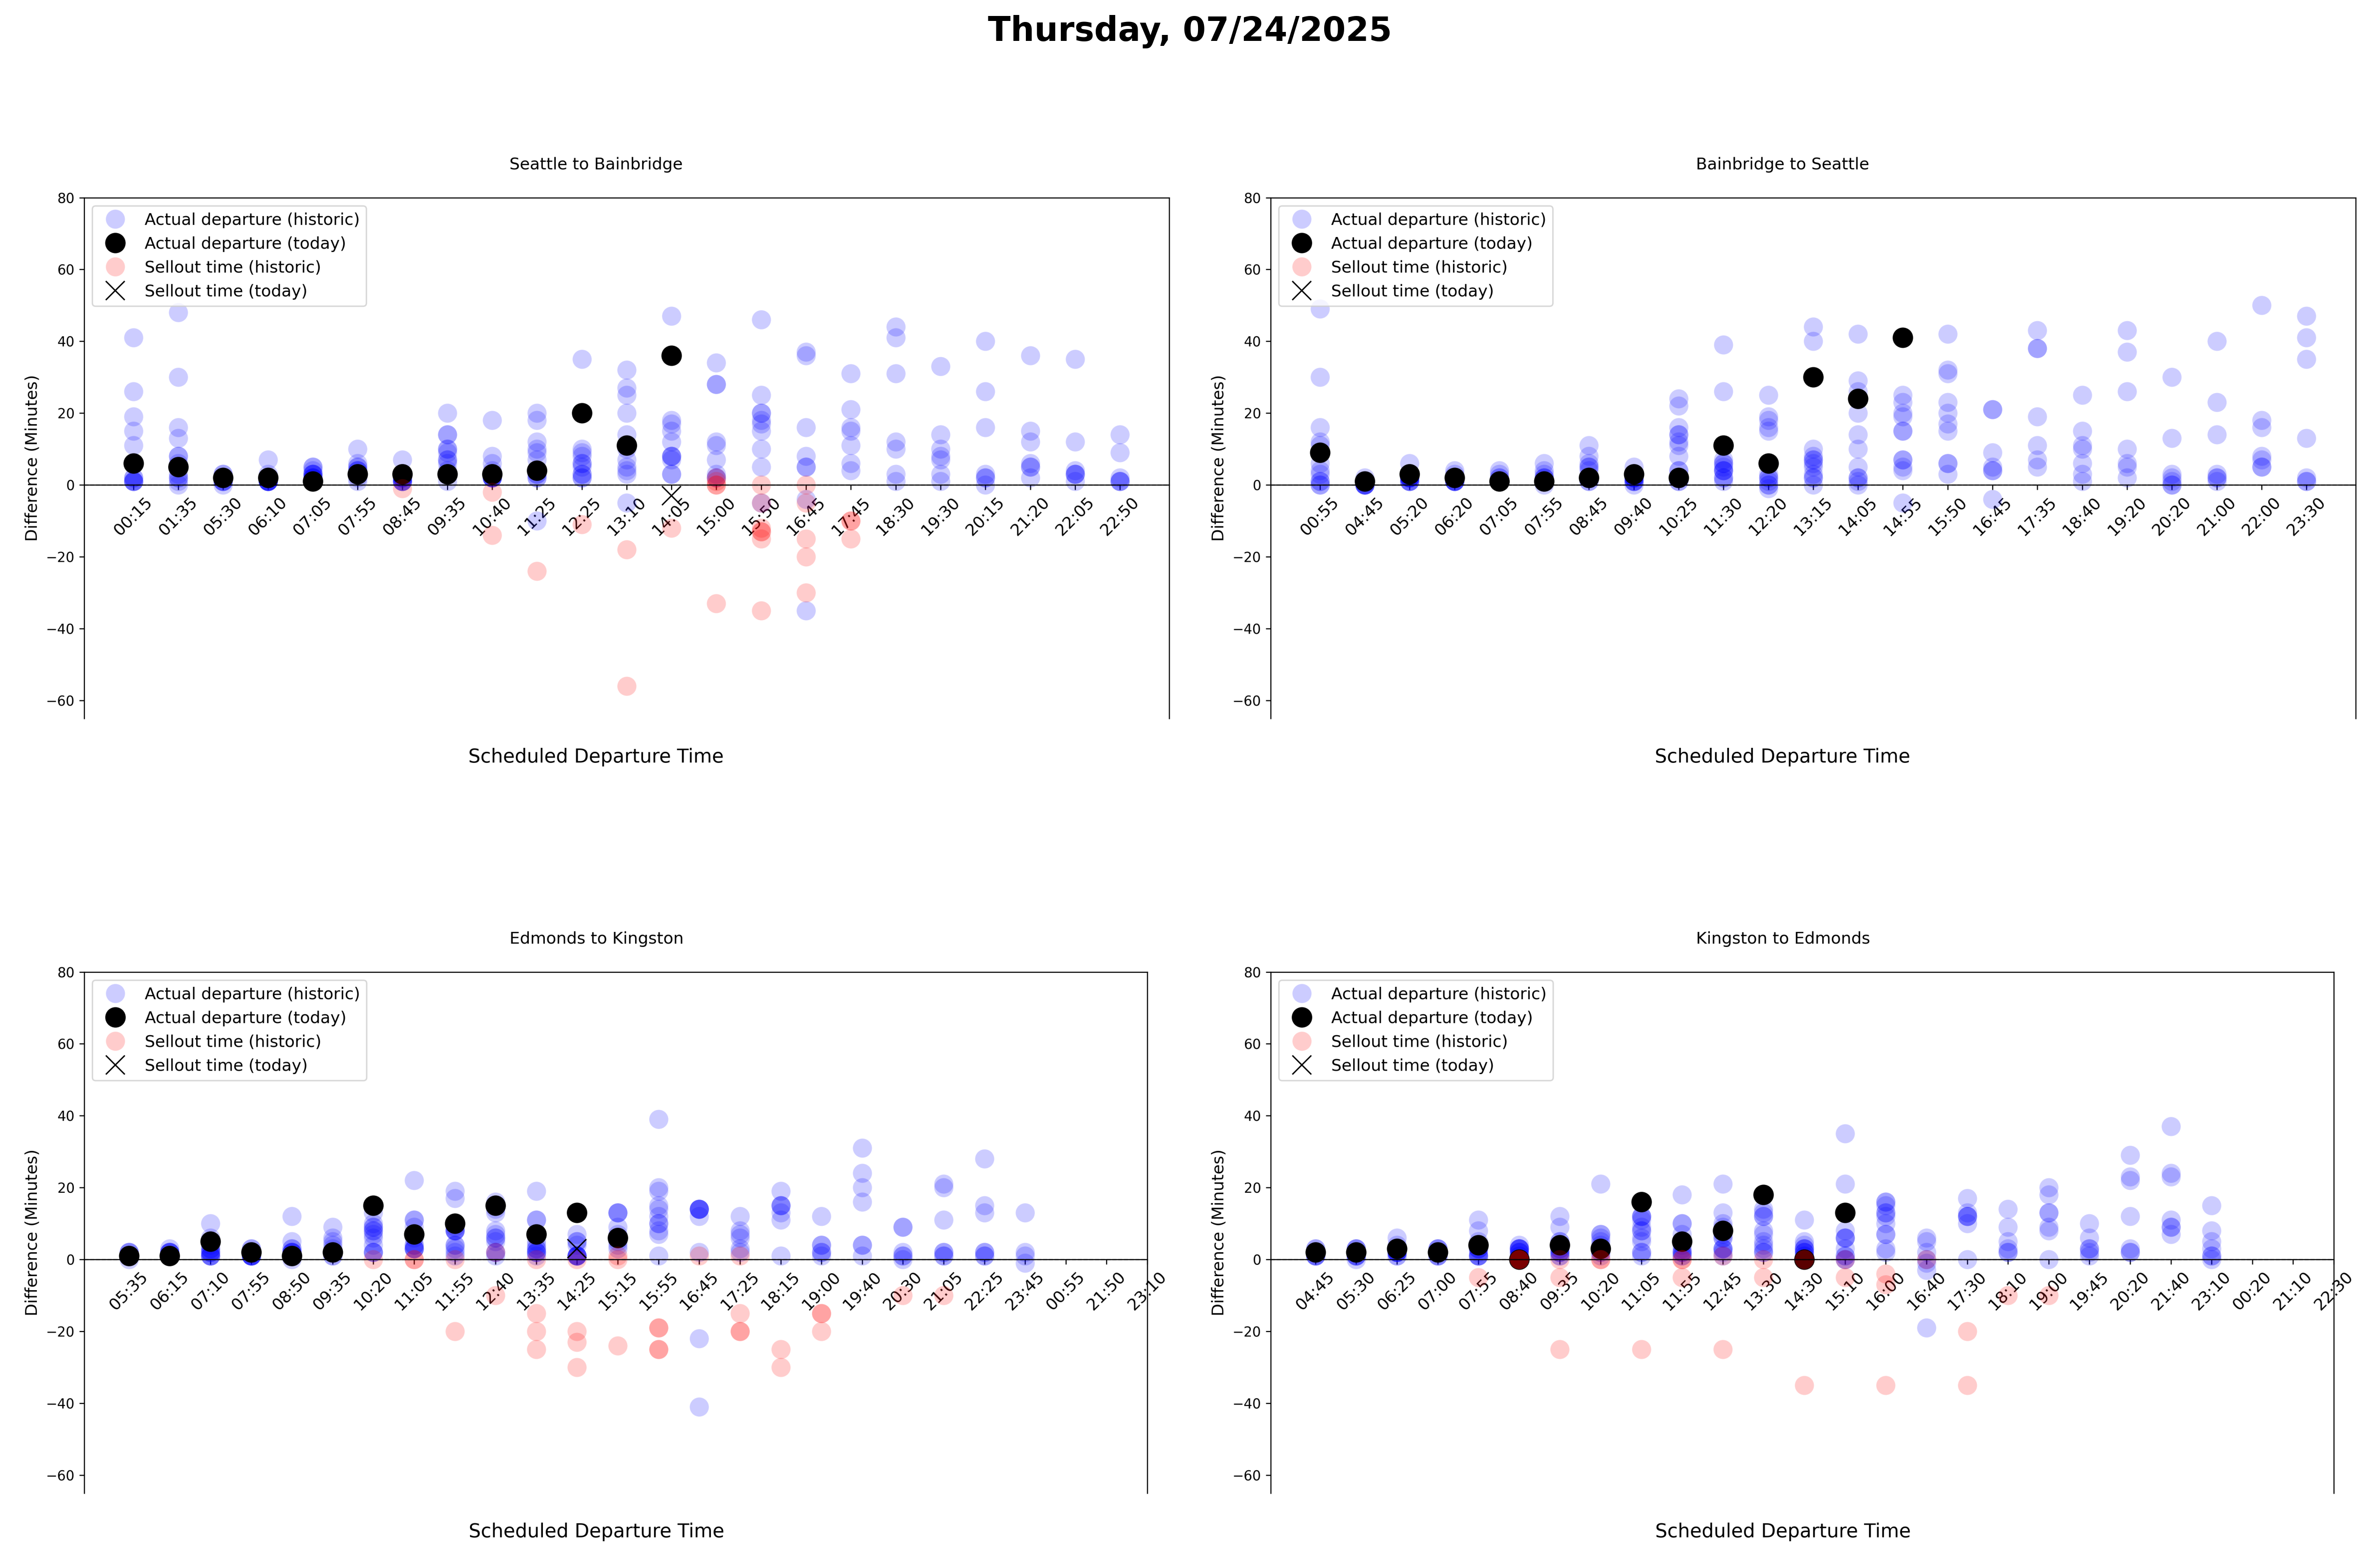 Thursday, 07/24/2025
Seattle to Bainbridge
80
60
40
20
0
−20
−40
−60
Difference (Minutes)
Actual departure (historic)
Actual departure (today)
Sellout time (historic)
Sellout time (today)
00:15 01:35 05:30 06:10 07:05 07:55 08:45 09:35 10:40 11:25 12:25 13:10 14:05 15:00 15:50 16:45 17:45 18:30 19:30 20:15 21:20 22:05 22:50
Scheduled Departure Time
Bainbridge to Seattle
80
60
40
20
0
−20
−40
−60
Difference (Minutes)
Actual departure (historic)
Actual departure (today)
Sellout time (historic)
Sellout time (today)
00:55 04:45 05:20 06:20 07:05 07:55 08:45 09:40 10:25 11:30 12:20 13:15 14:05 14:55 15:50 16:45 17:35 18:40 19:20 20:20 21:00 22:00 23:30
Scheduled Departure Time
Edmonds to Kingston
80
60
40
20
0
−20
−40
−60
Difference (Minutes)
Actual departure (historic)
Actual departure (today)
Sellout time (historic)
Sellout time (today)
05:35 06:15 07:10 07:55 08:50 09:35 10:20 11:05 11:55 12:40 13:35 14:25 15:15 15:55 16:45 17:25 18:15 19:00 19:40 20:30 21:05 22:25 23:45 00:55 21:50 23:10
Scheduled Departure Time
Kingston to Edmonds
80
60
40
20
0
−20
−40
−60
Difference (Minutes)
Actual departure (historic)
Actual departure (today)
Sellout time (historic)
Sellout time (today)
04:45 05:30 06:25 07:00 07:55 08:40 09:35 10:20 11:05 11:55 12:45 13:30 14:30 15:10 16:00 16:40 17:30 18:10 19:00 19:45 20:20 21:40 23:10 00:20 21:10 22:30
Scheduled Departure Time